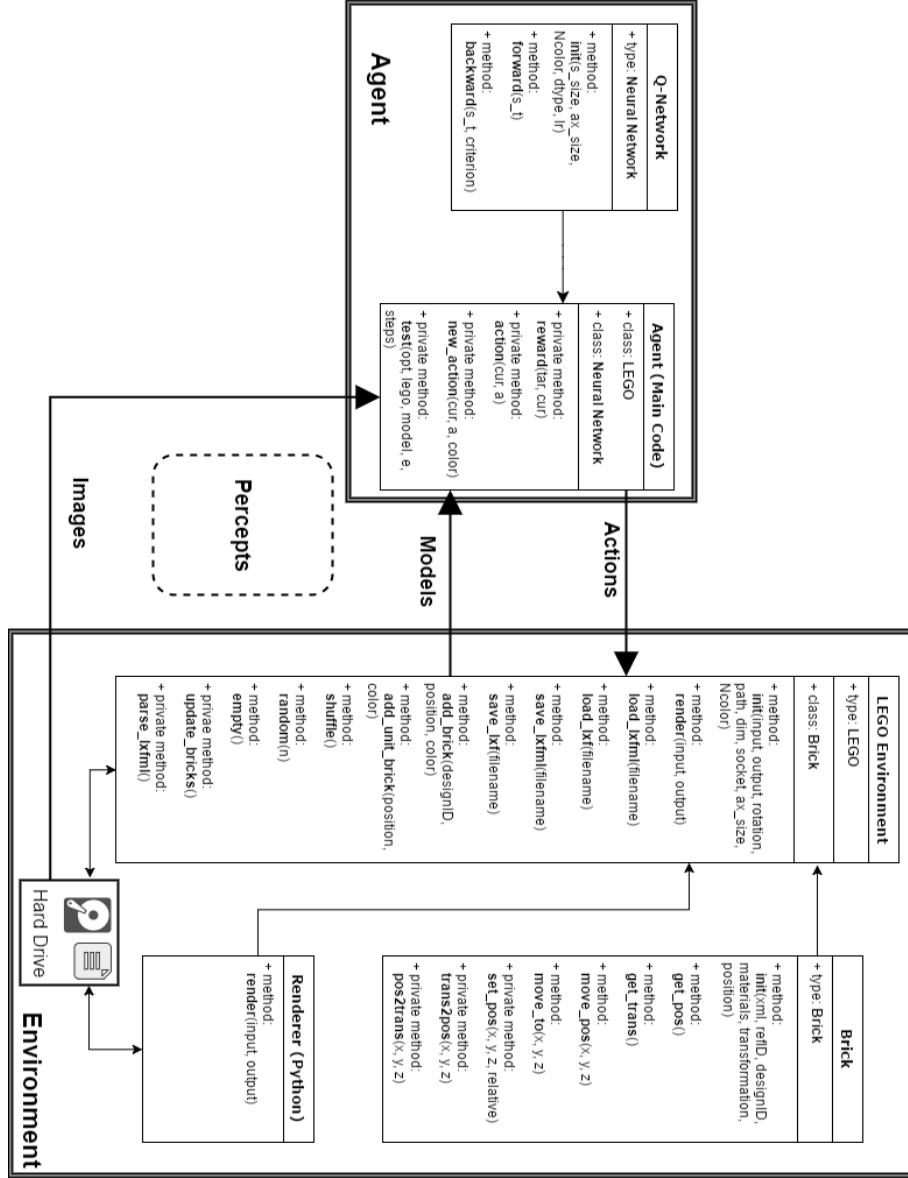 Q-Network
+ type: Neural Network
+ method:
init(s_size, ax_size,
Ncolor, dtype, lr)
+ method:
forward(s_t)
+ method:
backward(s_t, criterion)
Agent
Agent (Main Code)
+ class: LEGO
+ class: Neural Network
+ private method:
reward(tar, cur)
+ private method:
action(cur, a)
+ private method:
new_action(cur, a, color)
+ private method:
test(opt, lego, model, e,
steps)
Actions
Models
Percepts
Images
LEGO Environment
+ type: LEGO
+ class: Brick
+ method:
init(input, output, rotation,
path, dim, socket, ax_size,
Ncolor)
+ method:
render(input, output)
+ method:
load_lxfml(filename)
+ method:
load_lxf(filename)
+ method:
save_lxfml(filename)
+ method:
save_lxf(filename)
+ method:
add_brick(designID,
position, color)
+ method:
add_unit_brick(position,
color)
+ method:
shuffle()
+ method:
random(n)
+ method:
empty()
+ privae method:
update_bricks()
+ private method:
parse_lxfml()
Brick
+ type: Brick
+ method:
init(xml, refID, designID,
materials, transformation,
position)
+ method:
get_pos()
+ method:
get_trans()
+ method:
move_pos(x, y, z)
+ method:
move_to(x, y, z)
+ private method:
set_pos(x, y, z, relative)
+ private method:
trans2pos(x, y, z)
+ private method:
pos2trans(x, y, z)
Renderer (Python)
+ method:
render(input, output)
Hard Drive
Environment